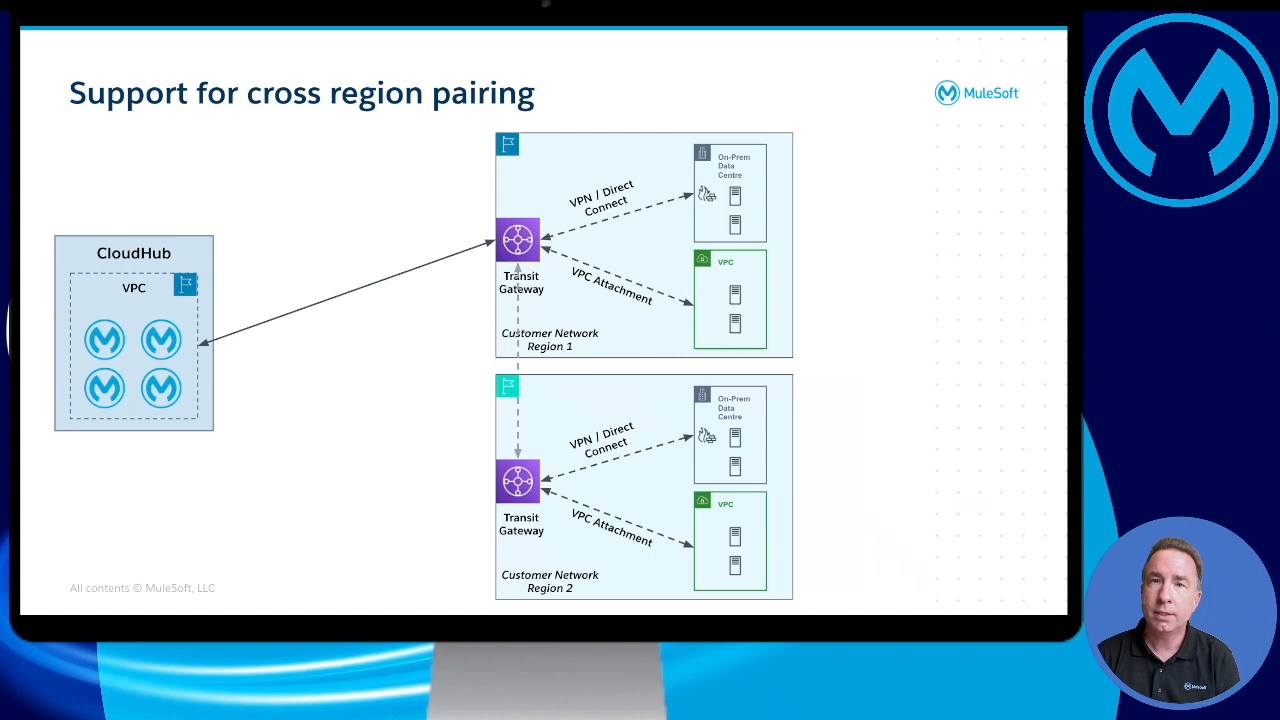 Support for cross region pairing
MuleSoft
CloudHub
VPC
Transit
Gateway
VPN / Direct
Connect
VPC Attachment
On-Prem
Data
Centre
VPC
Customer Network
Region 1
Transit
Gateway
VPN / Direct
Connect
VPC Attachment
On-Prem
Data
Centre
VPC
Customer Network
Region 2
All contents © MuleSoft, LLC
MuleSoft